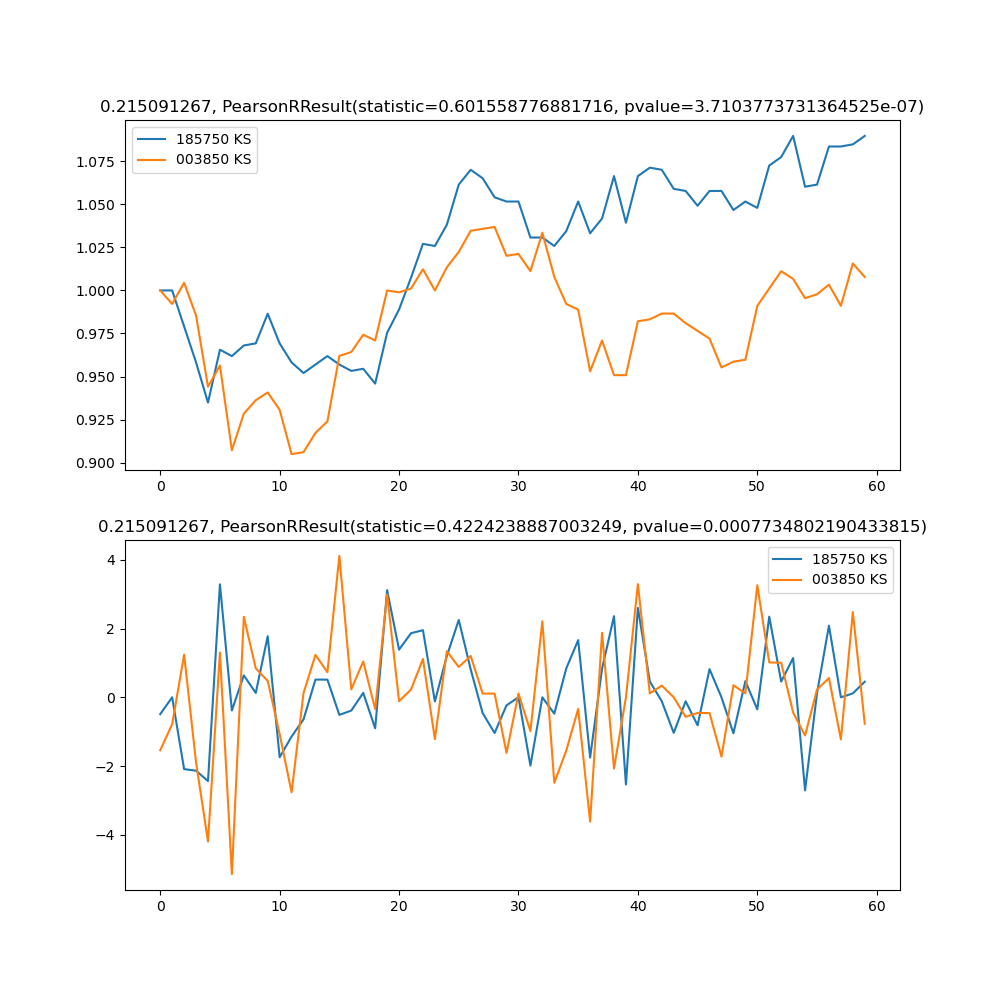 0.215091267, PearsonRResult(statistic=0.601558776881716, pvalue=3.7103773731364525e-07)
185750 KS
003850 KS
1.075
1.050
1.025
1.000
0.975
0.950
0.925
0.900
0 10 20 30 40 50 60
0.215091267, PearsonRResult(statistic=0.4224238887003249, pvalue=0.0007734802190433815)
185750 KS
003850 KS
4
2
0
−2
−4
0 10 20 30 40 50 60